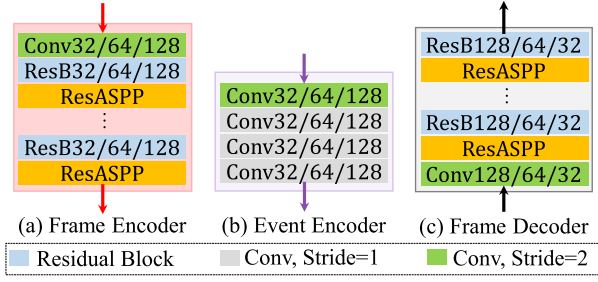 Conv32/64/128
ResB32/64/128
ResASPP
⋮
ResB32/64/128
ResASPP
(a) Frame Encoder
Conv32/64/128
Conv32/64/128
Conv32/64/128
Conv32/64/128
(b) Event Encoder
ResB128/64/32
ResASPP
⋮
ResB128/64/32
ResASPP
Conv128/64/32
(c) Frame Decoder
Residual Block
Conv, Stride=1
Conv, Stride=2